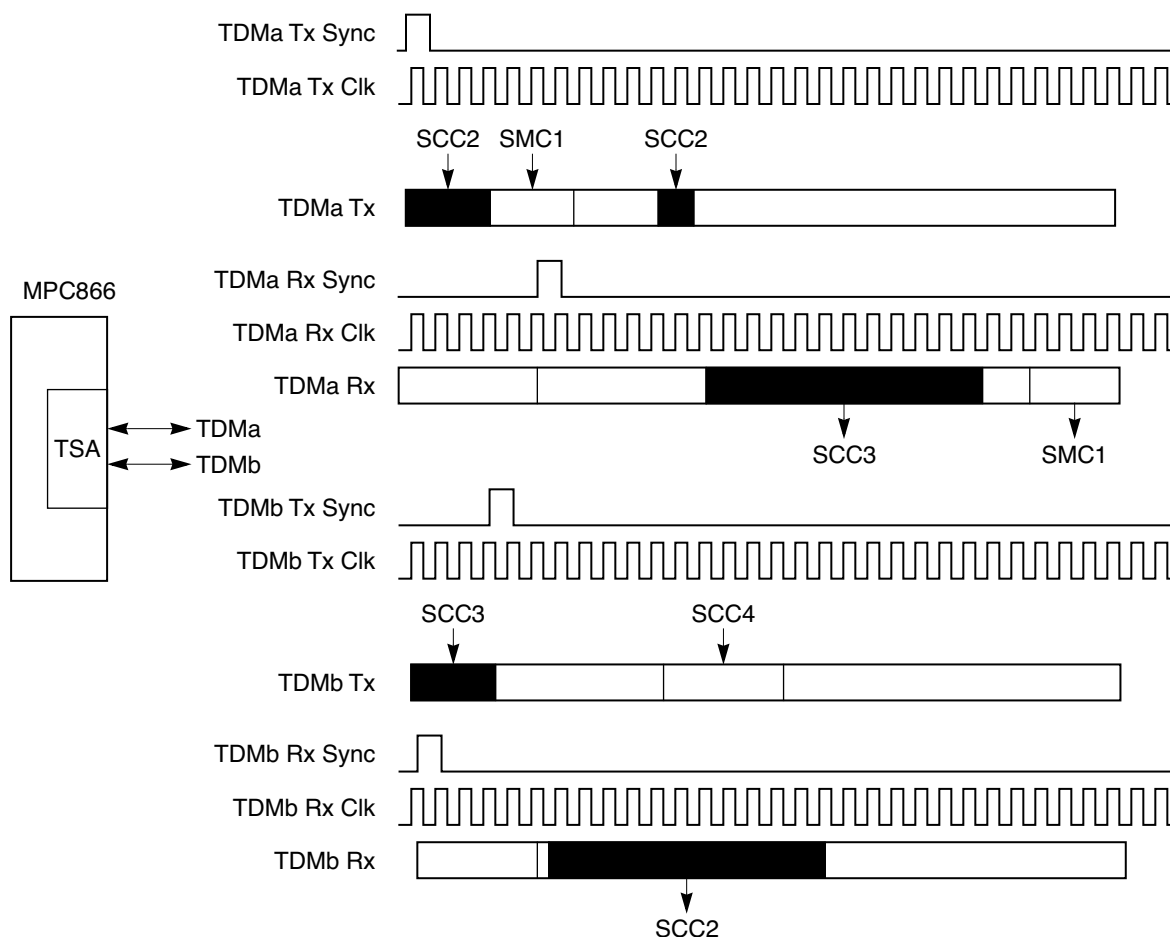 TDMa Tx Sync
TDMa Tx Clk
SCC2 SMC1 SCC2
TDMa Tx
TDMa Rx Sync
MPC866
TDMa Rx Clk
TDMa Rx
TSA
TDMa
TDMb
SCC3 SMC1
TDMb Tx Sync
TDMb Tx Clk
SCC3 SCC4
TDMb Tx
TDMb Rx Sync
TDMb Rx Clk
TDMb Rx
SCC2